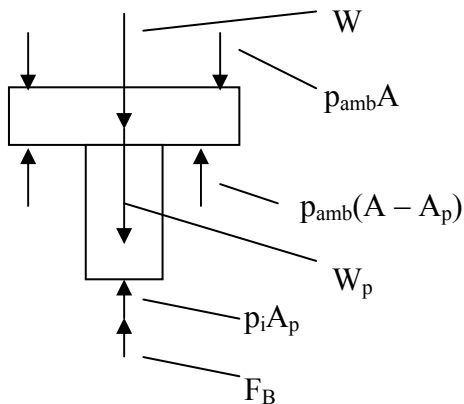 W
p_amb A
p_amb(A – A_p)
W_p
p_i A_p
F_B